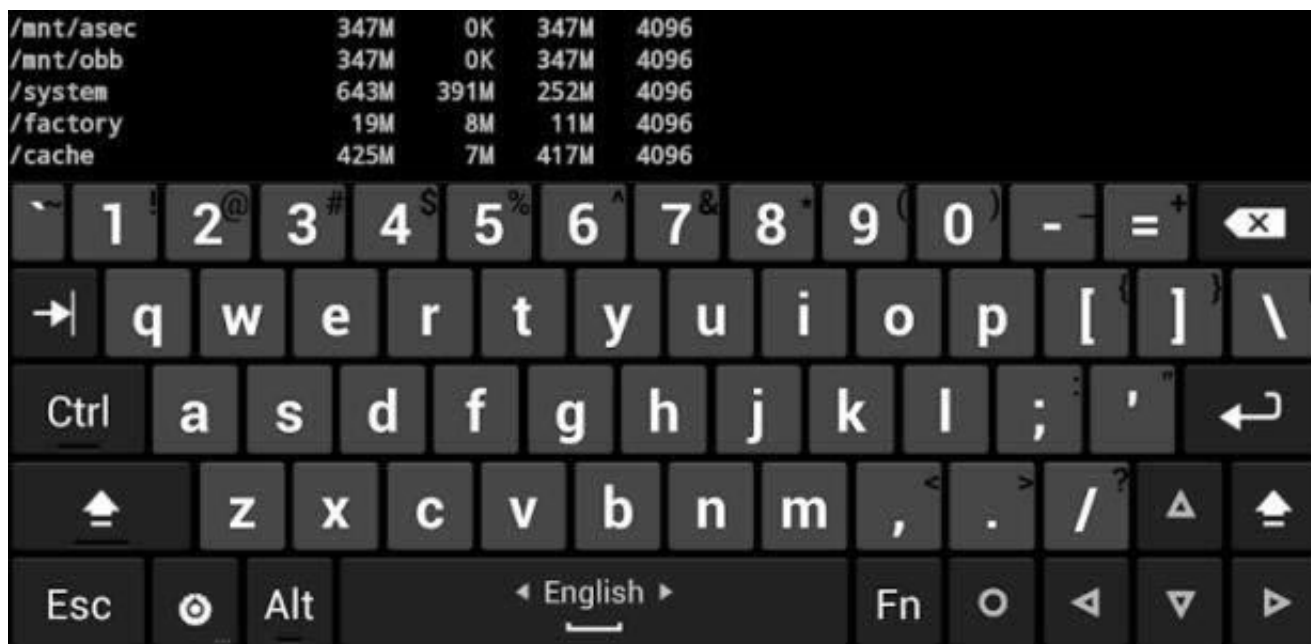 /mnt/asec 347M 0K 347M 4096
/mnt/obb 347M 0K 347M 4096
/system 643M 391M 252M 4096
/factory 19M 8M 11M 4096
/cache 425M 7M 417M 4096
` ~ 1 ! 2 @ 3 # 4 $ 5 % 6 ^ 7 & 8 * 9 ( 0 ) - _ = +
q w e r t y u i o p [ { ] } \
Ctrl a s d f g h j k l ; : ' "
z x c v b n m , < . > / ?
Esc Alt English Fn